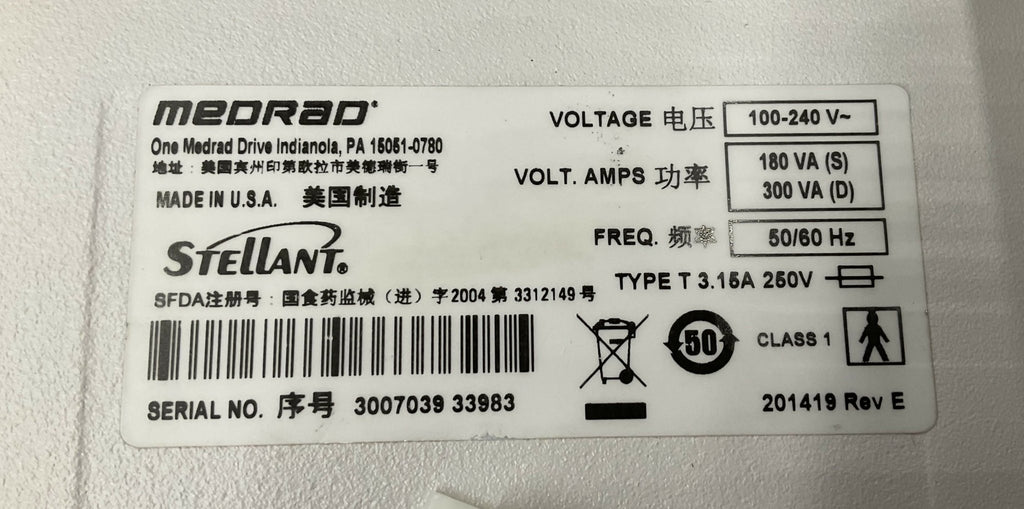 MEDRAD®
One Medrad Drive Indianola, PA 15051-0780
地址：美国宾州印第欧拉市美德瑞街一号
MADE IN U.S.A. 美国制造
STELLANT®
SFDA注册号：国食药监械（进）字2004第3312149号
SERIAL NO. 序号 3007039 33983
VOLTAGE 电压 100-240 V~
VOLT. AMPS 功率 180 VA (S)
300 VA (D)
FREQ. 频率 50/60 Hz
TYPE T 3.15A 250V
50 CLASS 1
201419 Rev E